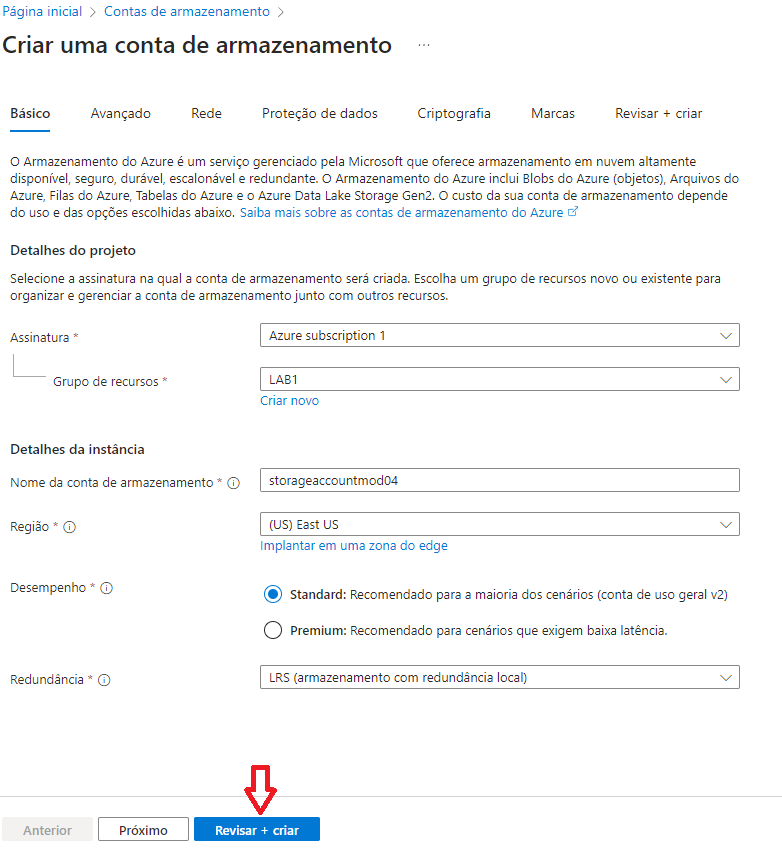 Página inicial > Contas de armazenamento >
Criar uma conta de armazenamento ...
Básico Avançado Rede Proteção de dados Criptografia Marcas Revisar + criar
O Armazenamento do Azure é um serviço gerenciado pela Microsoft que oferece armazenamento em nuvem altamente
disponível, seguro, durável, escalonável e redundante. O Armazenamento do Azure inclui Blobs do Azure (objetos), Arquivos do
Azure, Filas do Azure, Tabelas do Azure e o Azure Data Lake Storage Gen2. O custo da sua conta de armazenamento depende
do uso e das opções escolhidas abaixo. Saiba mais sobre as contas de armazenamento do Azure
Detalhes do projeto
Selecione a assinatura na qual a conta de armazenamento será criada. Escolha um grupo de recursos novo ou existente para
organizar e gerenciar a conta de armazenamento junto com outros recursos.
Assinatura * Azure subscription 1
Grupo de recursos * LAB1
Criar novo
Detalhes da instância
Nome da conta de armazenamento * storageaccountmod04
Região * (US) East US
Implantar em uma zona do edge
Desempenho * Standard: Recomendado para a maioria dos cenários (conta de uso geral v2)
Premium: Recomendado para cenários que exigem baixa latência.
Redundância * LRS (armazenamento com redundância local)
Anterior Próximo Revisar + criar